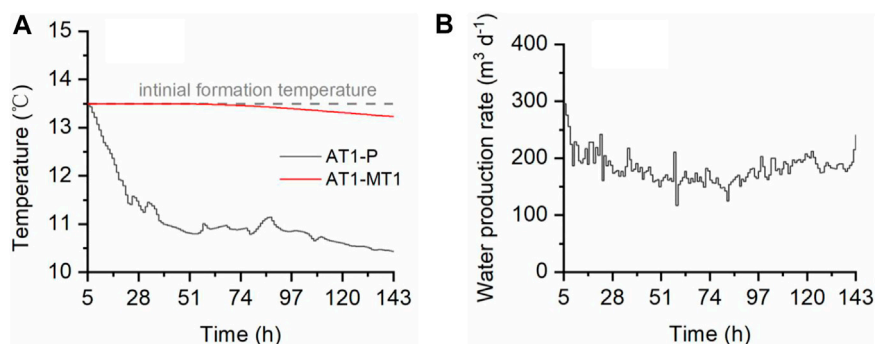 A
Temperature (℃)
15
14
13
12
11
10
intinial formation temperature
AT1-P
AT1-MT1
5 28 51 74 97 120 143
Time (h)
B
Water production rate (m³ d⁻¹)
400
300
200
100
0
5 28 51 74 97 120 143
Time (h)